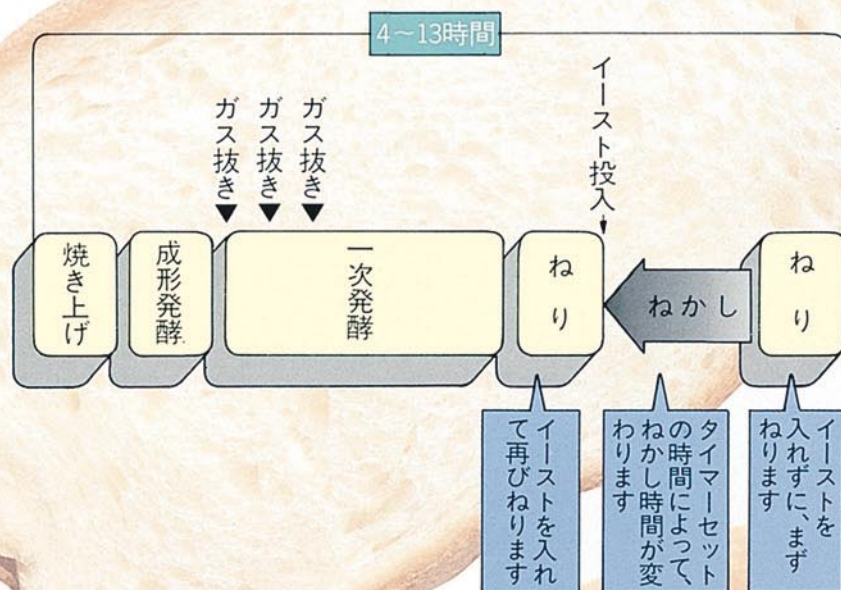 4〜13時間
ねり
ねかし
イースト投入
ねり
一次発酵
ガス抜き
ガス抜き
ガス抜き
成形発酵
焼き上げ
イーストを
入れずに、まず
ねります
タイマーセット
の時間によって、
ねかし時間が変
わります
イーストを入れ
て再びねります